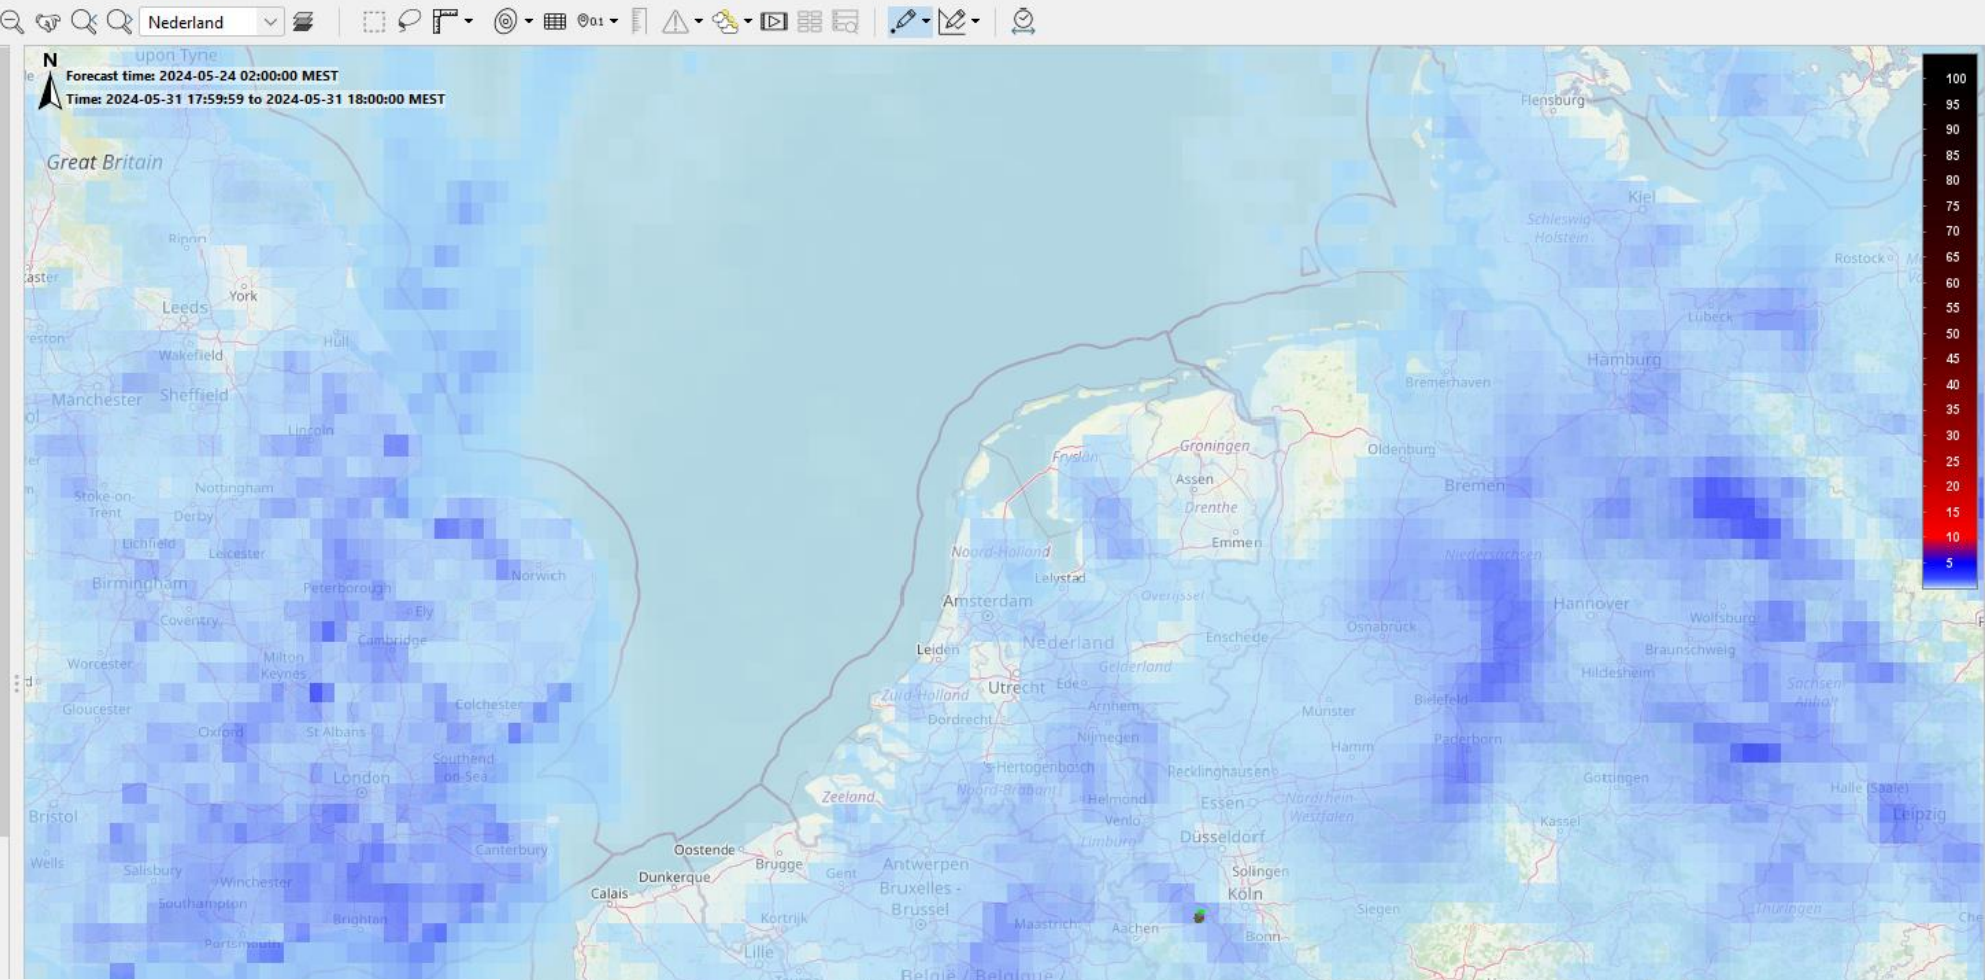 Nederland
0.1
N
Forecast time: 2024-05-24 02:00:00 MEST
Time: 2024-05-31 17:59:59 to 2024-05-31 18:00:00 MEST
upon Tyne
Great Britain
Ripon
aster
York
Leeds
Hull
Wakefield
Manchester
Sheffield
Lincoln
Stoke-on-
Trent
Nottingham
Derby
Lichfield
Leicester
Norwich
Birmingham
Peterborough
Ely
Coventry
Cambridge
Worcester
Milton
Keynes
Gloucester
Colchester
Oxford
St Albans
Southend
on-Sea
London
Bristol
Canterbury
Wells
Salisbury
Winchester
Southampton
Brighton
Portsmouth
Flensburg
Kiel
Schleswig
Holstein
Rostock
Lübeck
Hamburg
Bremerhaven
Groningen
Oldenburg
Fryslân
Assen
Drenthe
Bremen
Emmen
Noord-Holland
Niedersachsen
Lelystad
Amsterdam
Overijssel
Hannover
Wolfsburg
Osnabrück
Enschede
Nederland
Leiden
Braunschweig
Gelderland
Hildesheim
Utrecht
Ede
Sachsen-
Anhalt
Zuid-Holland
Bielefeld
Arnhem
Münster
Dordrecht
Nijmegen
Hamm
Paderborn
's-Hertogenbosch
Recklinghausen
Göttingen
Noord-Brabant
Halle (Saale)
Zeeland
Helmond
Essen
Nordrhein
Westfalen
Venlo
Leipzig
Kassel
Düsseldorf
Limburg
Oostende
Brugge
Antwerpen
Gent
Solingen
Dunkerque
Calais
Bruxelles -
Brussel
Köln
Siegen
Thüringen
Kortrijk
Maastrich
Aachen
Bonn
Lille
België / Belgique
100
95
90
85
80
75
70
65
60
55
50
45
40
35
30
25
20
15
10
5